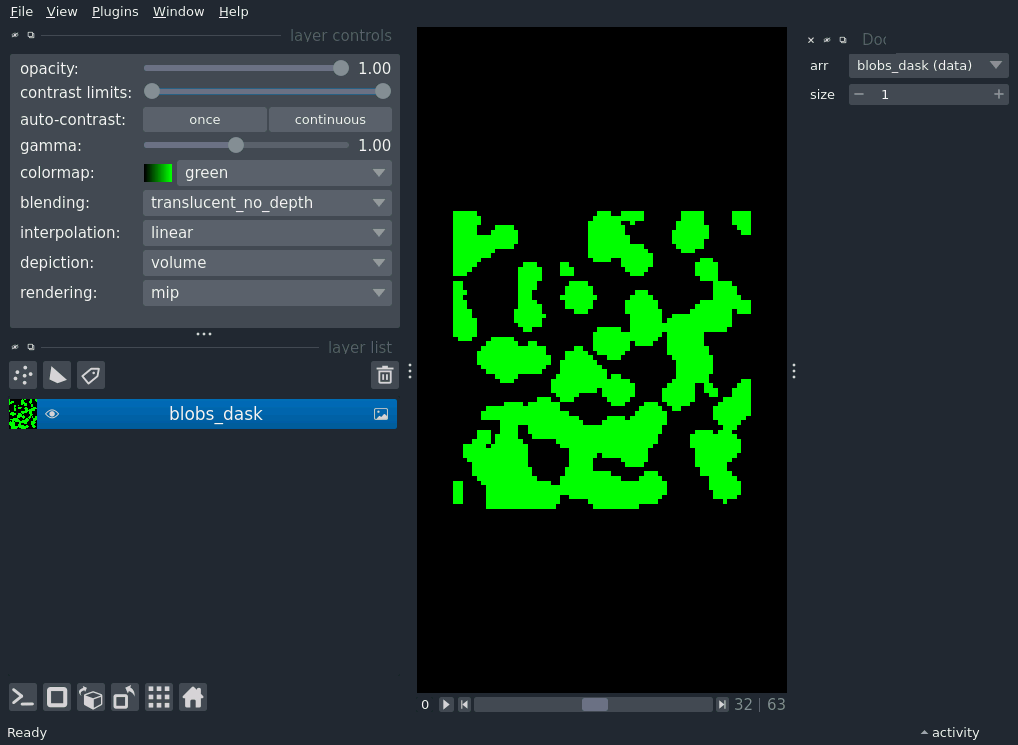 File View Plugins Window Help
layer controls
opacity: 1.00
contrast limits:
auto-contrast: once continuous
gamma: 1.00
colormap: green
blending: translucent_no_depth
interpolation: linear
depiction: volume
rendering: mip
layer list
blobs_dask
0 32 | 63
Ready
activity
arr blobs_dask (data)
size 1